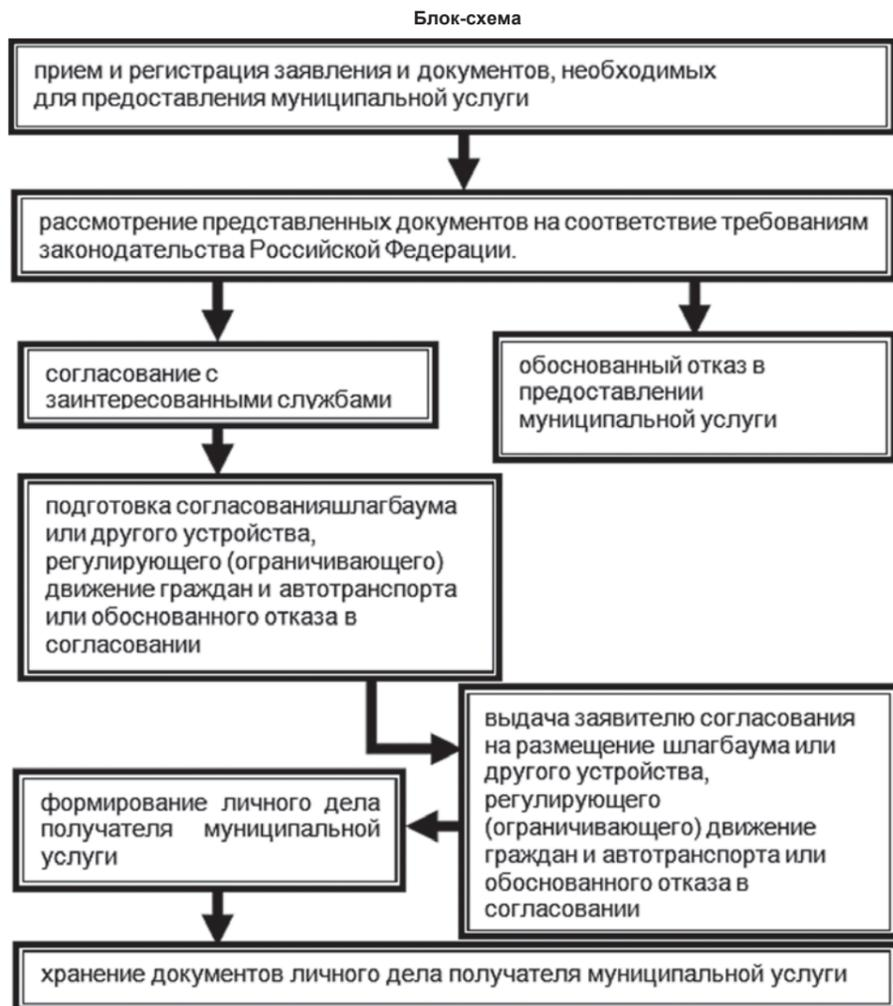 Блок-схема
прием и регистрация заявления и документов, необходимых
для предоставления муниципальной услуги
рассмотрение представленных документов на соответствие требованиям
законодательства Российской Федерации.
согласование с
заинтересованными службами
обоснованный отказ в
предоставлении
муниципальной услуги
подготовка согласованияшлагбаума
или другого устройства,
регулирующего (ограничивающего)
движение граждан и автотранспорта
или обоснованного отказа в
согласовании
выдача заявителю согласования
на размещение шлагбаума или
другого устройства,
регулирующего
(ограничивающего) движение
граждан и автотранспорта или
обоснованного отказа в
согласовании
формирование личного дела
получателя муниципальной
услуги
хранение документов личного дела получателя муниципальной услуги